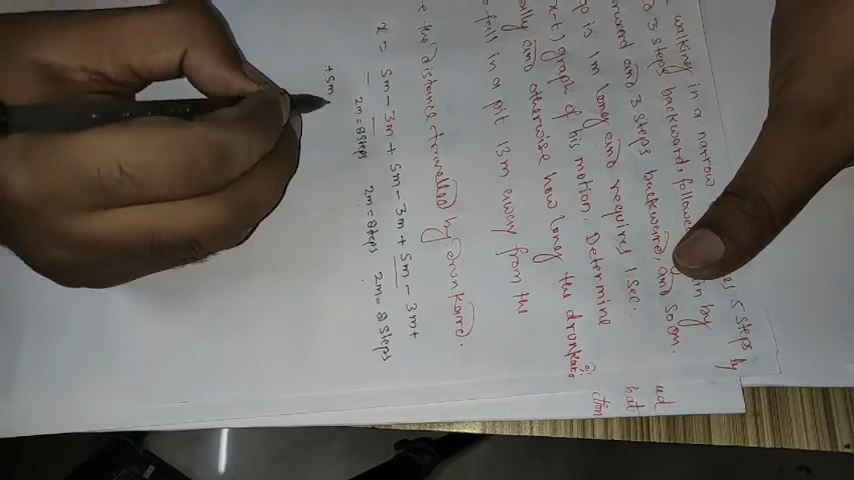 walking in a narrow
5 steps
3 steps backward, followed by
forward and 3 steps backward, and so on.
is 1m long and requires 1 sec.
x-t) graph of his motion. Determine
and otherwise how long the drunkard
fall in a pit 13m away from the
the distance travelled by drunkard.
x = 5m - 3m + 5m - 3m + 5m - 3m +
2m = 8 steps 2m = 8 steps 2m = 8 steps
+5m